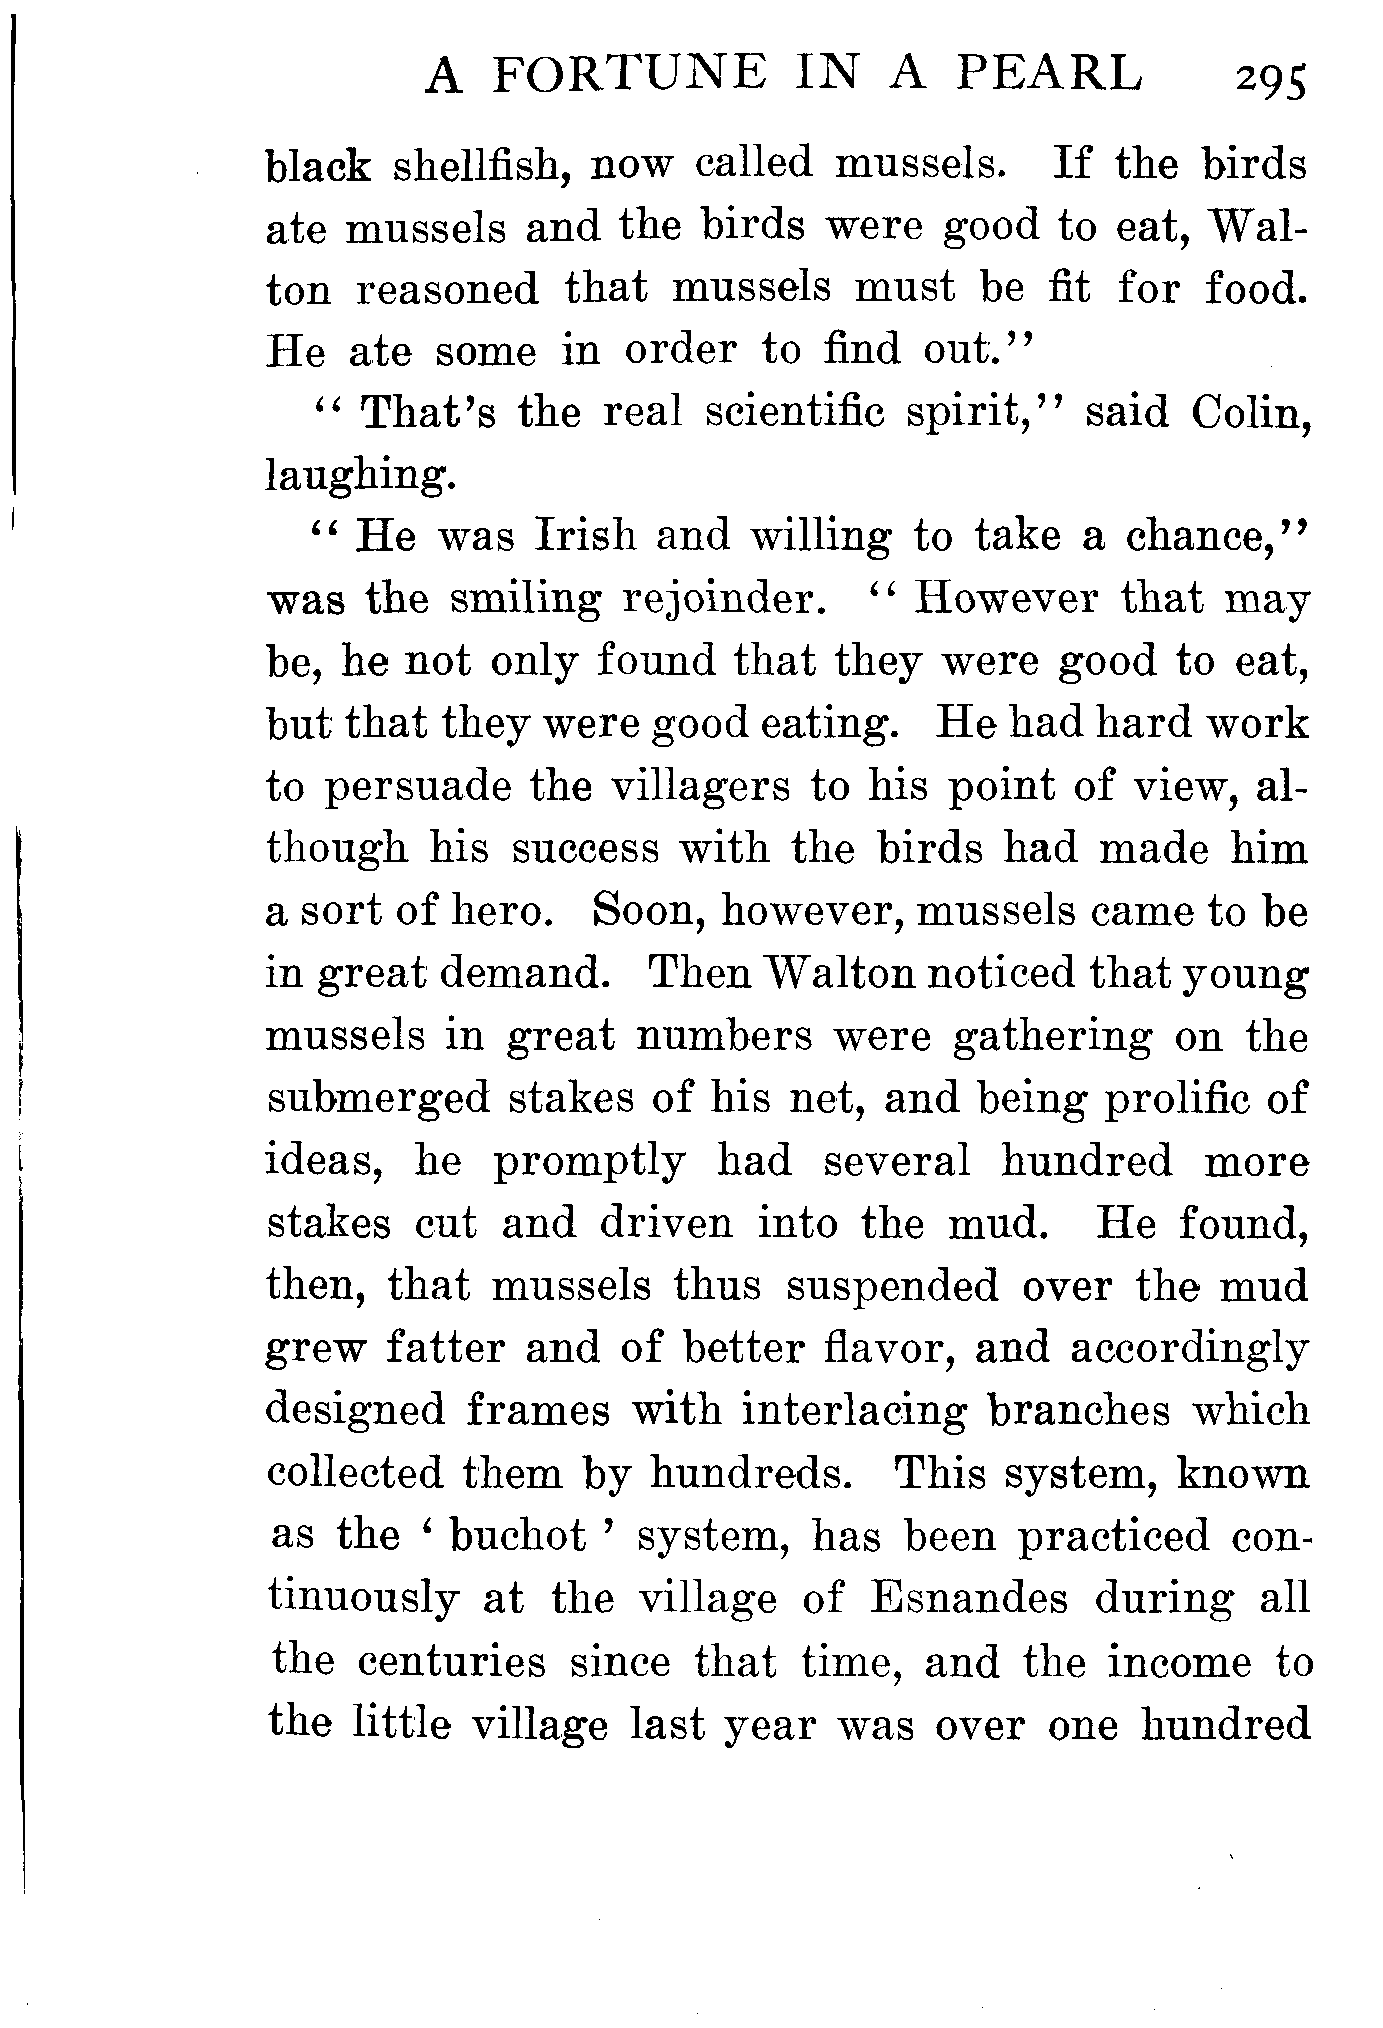 A FORTUNE IN A PEARL 295
black shellfish, now called mussels. If the birds
ate mussels and the birds were good to eat, Wal-
ton reasoned that mussels must be fit for food.
He ate some in order to find out.''
‘‘ That's the real scientific spirit,'' said Colin,
laughing.
‘‘ He was Irish and willing to take a chance,''
was the smiling rejoinder. ‘‘ However that may
be, he not only found that they were good to eat,
but that they were good eating. He had hard work
to persuade the villagers to his point of view, al-
though his success with the birds had made him
a sort of hero. Soon, however, mussels came to be
in great demand. Then Walton noticed that young
mussels in great numbers were gathering on the
submerged stakes of his net, and being prolific of
ideas, he promptly had several hundred more
stakes cut and driven into the mud. He found,
then, that mussels thus suspended over the mud
grew fatter and of better flavor, and accordingly
designed frames with interlacing branches which
collected them by hundreds. This system, known
as the ‘ buchot ’ system, has been practiced con-
tinuously at the village of Esnandes during all
the centuries since that time, and the income to
the little village last year was over one hundred